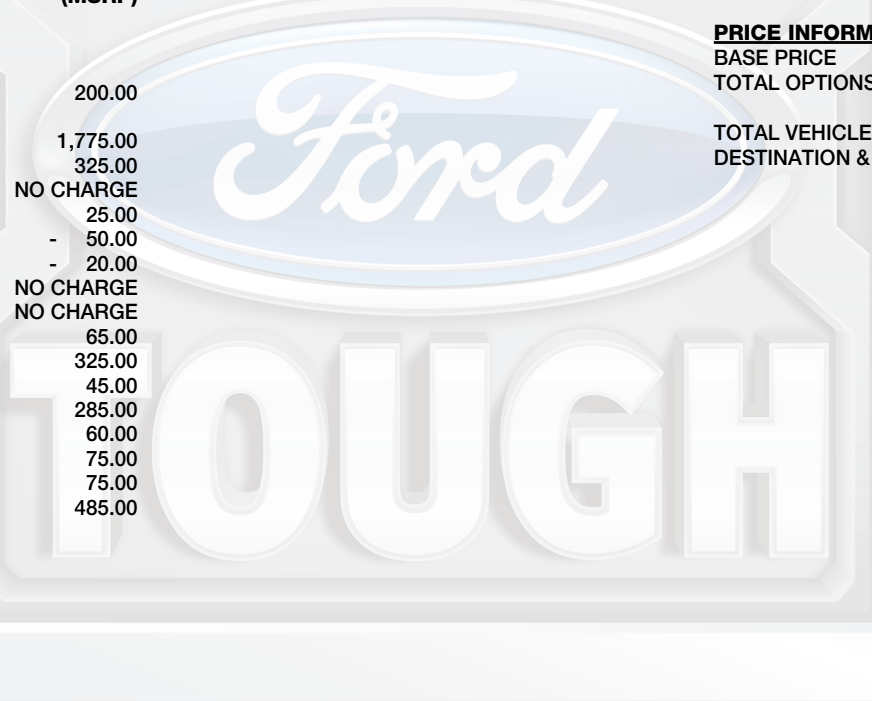 (MSRP)
200.00
1,775.00
325.00
NO CHARGE
25.00
- 50.00
- 20.00
NO CHARGE
NO CHARGE
65.00
325.00
45.00
285.00
60.00
75.00
75.00
485.00
PRICE INFORM
BASE PRICE
TOTAL OPTIONS
TOTAL VEHICLE
DESTINATION &
Ford
TOUGH